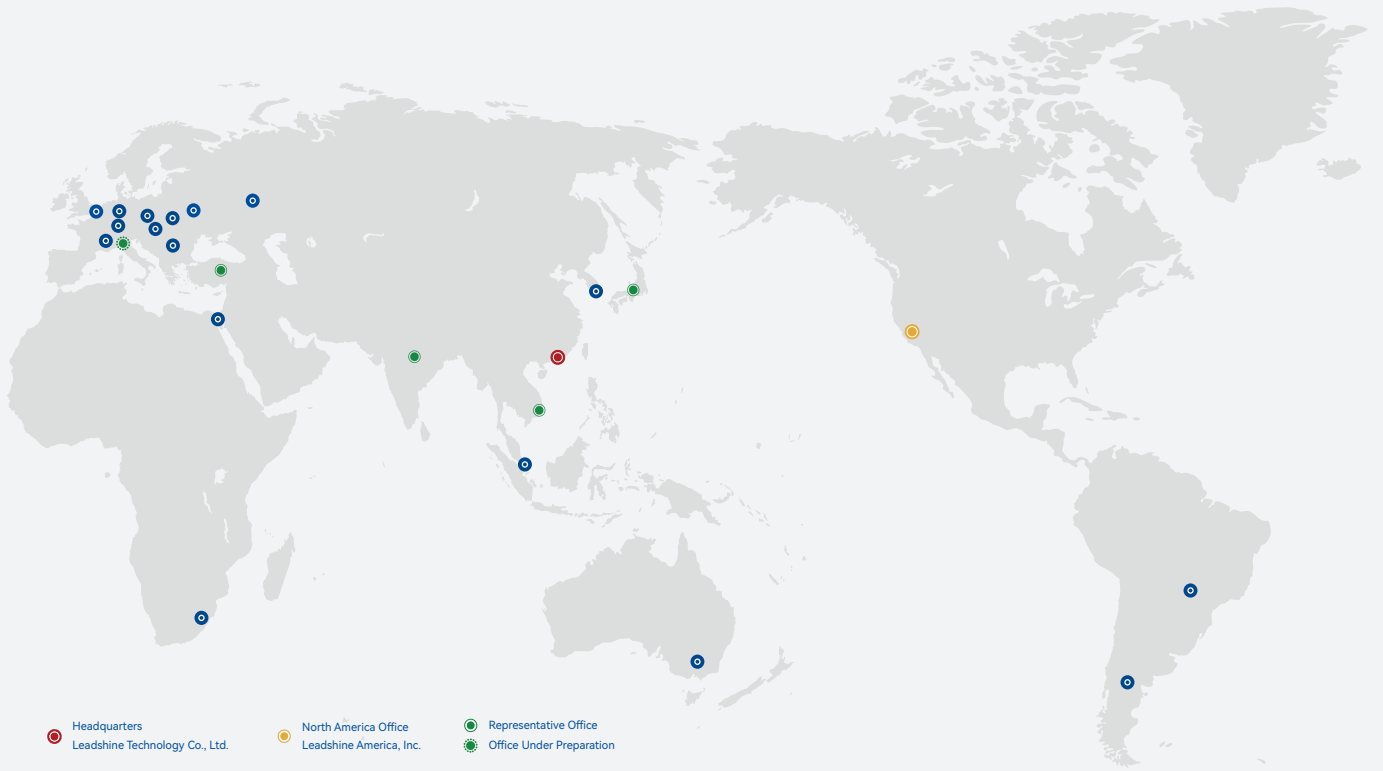 Headquarters
Leadshine Technology Co., Ltd.
North America Office
Leadshine America, Inc.
Representative Office
Office Under Preparation